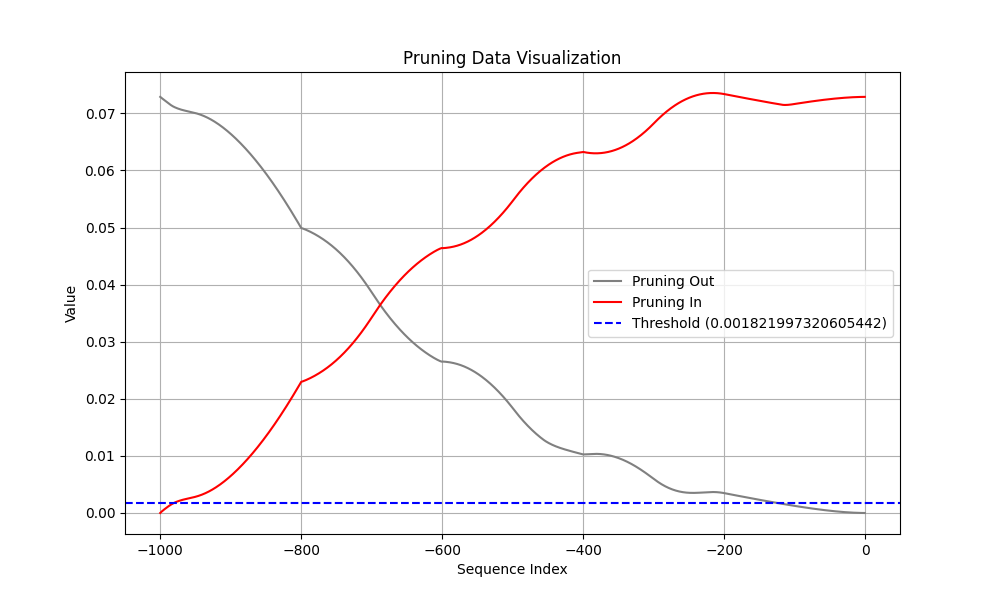 Pruning Data Visualization
Value
0.07
0.06
0.05
0.04
0.03
0.02
0.01
0.00
Pruning Out
Pruning In
Threshold (0.001821997320605442)
−1000 −800 −600 −400 −200 0
Sequence Index